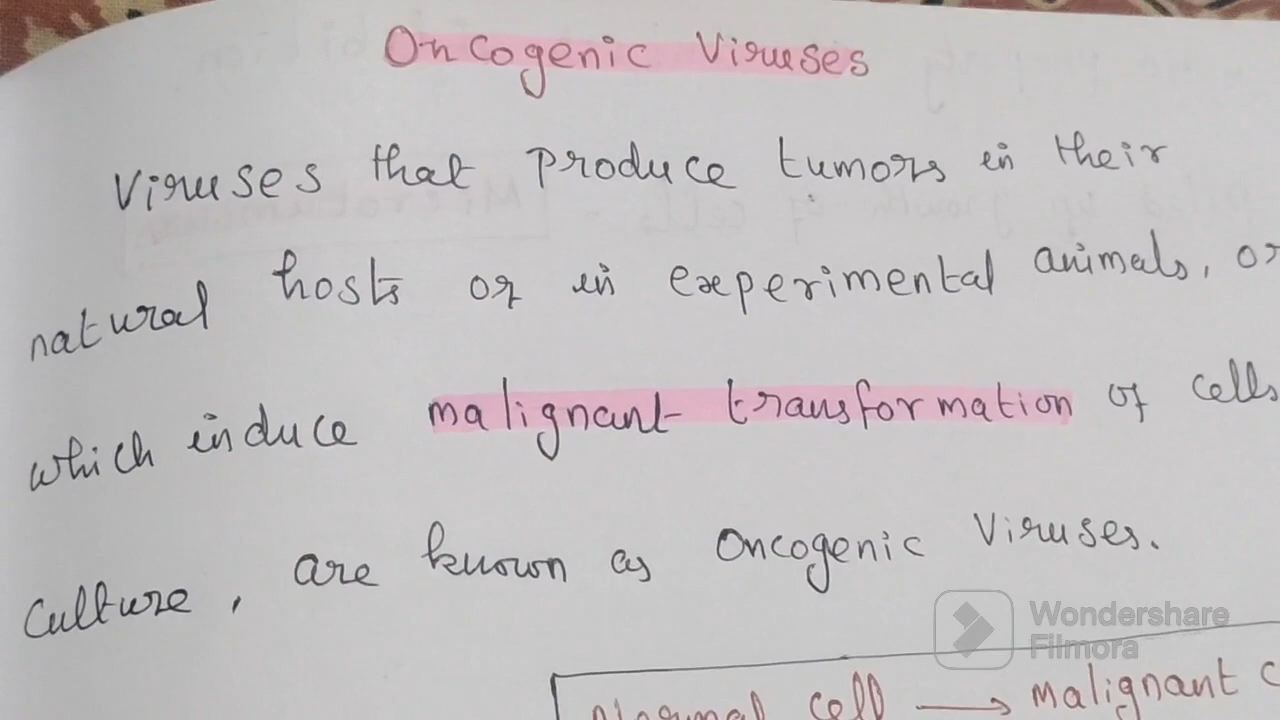 Oncogenic Viruses
Viruses that produce tumors in their
natural hosts or in experimental animals, or
which induce malignant transformation of cells
culture, are known as Oncogenic Viruses.
Wondershare
Filmora
Normal cell → malignant c